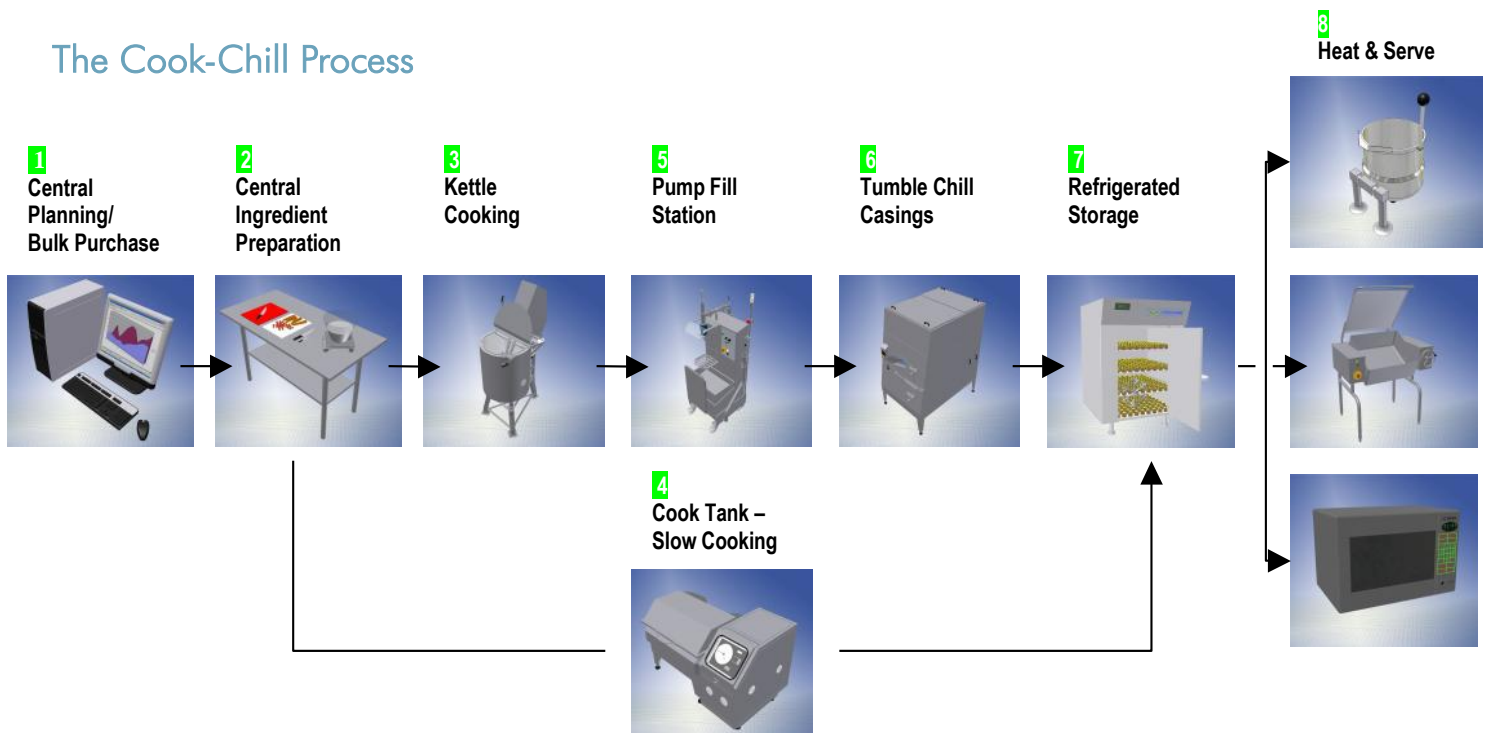 The Cook-Chill Process
8
Heat & Serve
1
Central
Planning/
Bulk Purchase
2
Central
Ingredient
Preparation
3
Kettle
Cooking
5
Pump Fill
Station
6
Tumble Chill
Casings
7
Refrigerated
Storage
4
Cook Tank –
Slow Cooking